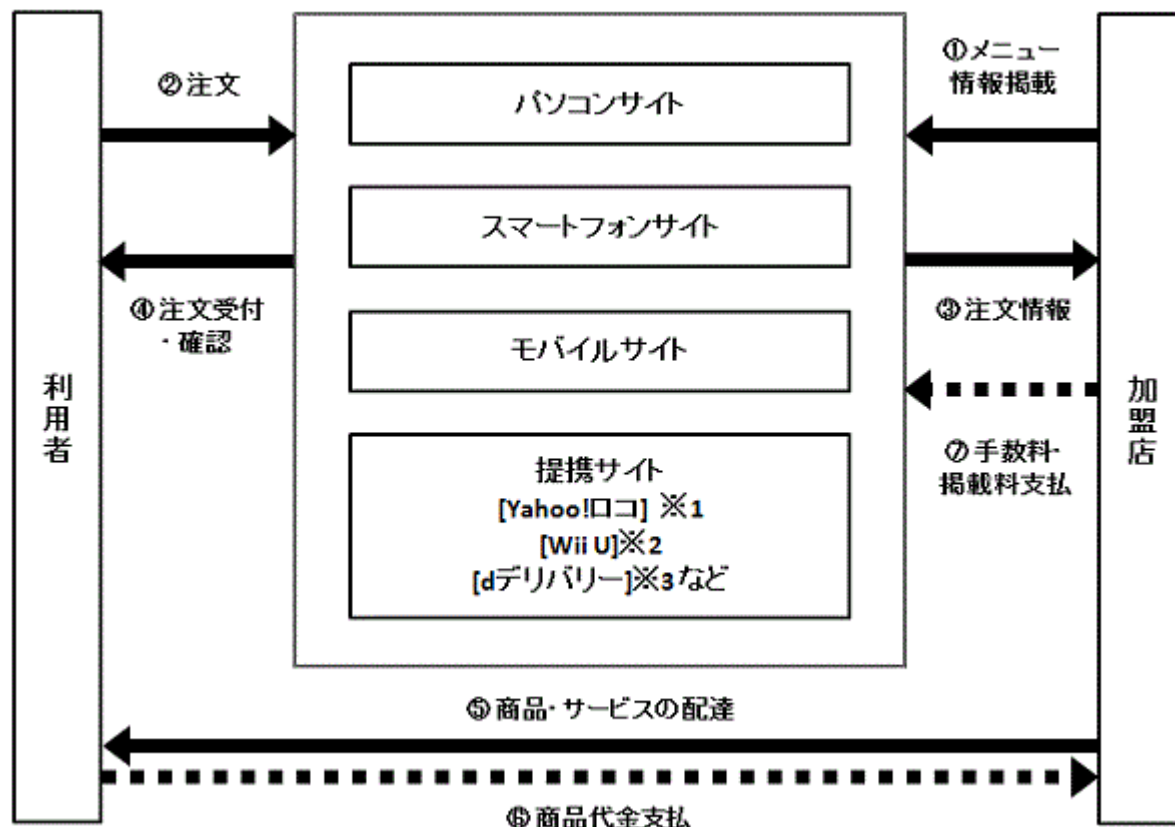 ①メニュー
情報掲載
②注文
パソコンサイト
スマートフォンサイト
④注文受付
・確認
③注文情報
モバイルサイト
利用者
加盟店
⑦手数料・
掲載料支払
提携サイト
[Yahoo!ロコ] ※1
[Wii U]※2
[dデリバリー]※3など
⑤商品・サービスの配達
⑥商品代金支払